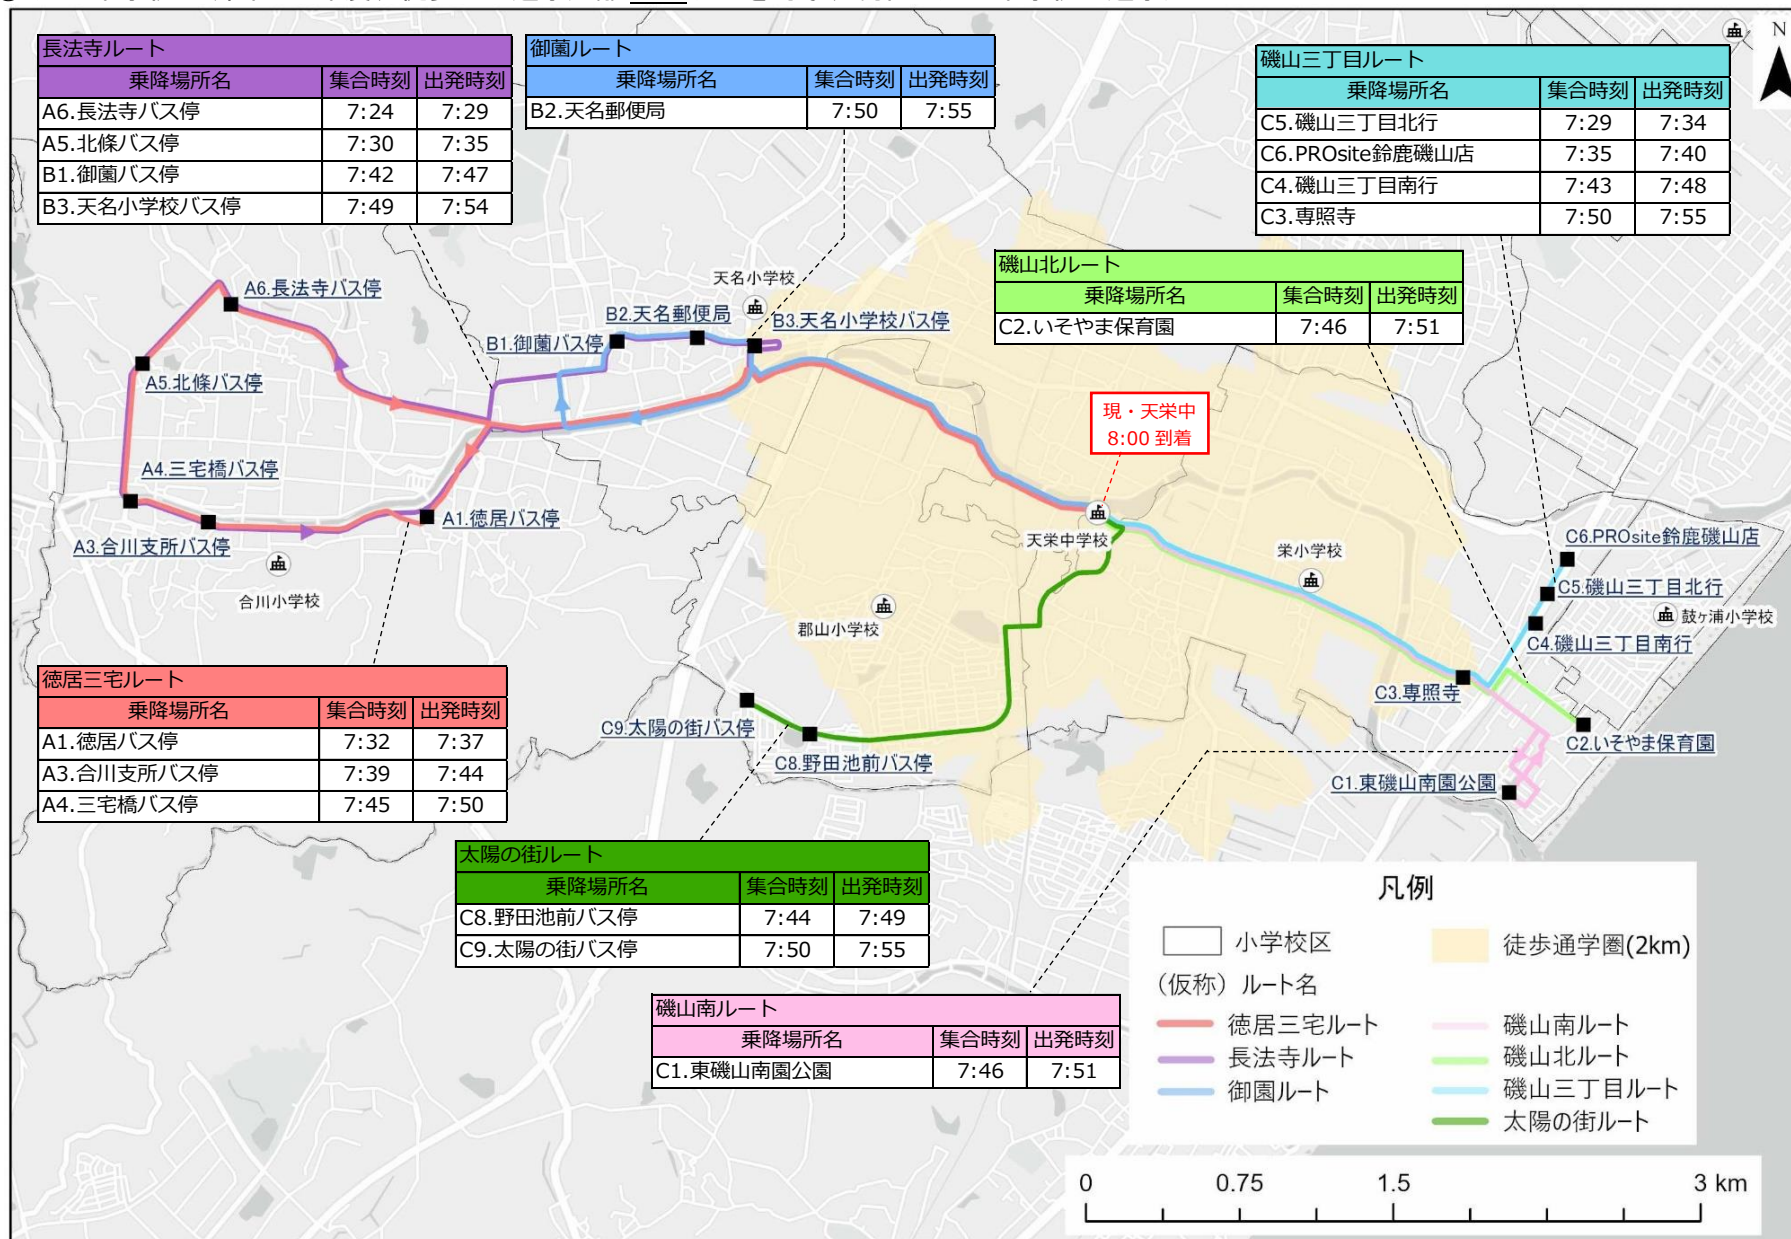 N
長法寺ルート
乗降場所名 集合時刻 出発時刻
A6.長法寺バス停 7:24 7:29
A5.北條バス停 7:30 7:35
B1.御薗バス停 7:42 7:47
B3.天名小学校バス停 7:49 7:54
御薗ルート
乗降場所名 集合時刻 出発時刻
B2.天名郵便局 7:50 7:55
磯山三丁目ルート
乗降場所名 集合時刻 出発時刻
C5.磯山三丁目北行 7:29 7:34
C6.PROsite鈴鹿磯山店 7:35 7:40
C4.磯山三丁目南行 7:43 7:48
C3.専照寺 7:50 7:55
磯山北ルート
乗降場所名 集合時刻 出発時刻
C2.いそやま保育園 7:46 7:51
天名小学校
A6.長法寺バス停
B2.天名郵便局
B3.天名小学校バス停
B1.御薗バス停
A5.北條バス停
現・天栄中
8:00 到着
A4.三宅橋バス停
A1.徳居バス停
A3.合川支所バス停
天栄中学校
栄小学校
C6.PROsite鈴鹿磯山店
C5.磯山三丁目北行
合川小学校
郡山小学校
鼓ヶ浦小学校
C4.磯山三丁目南行
C3.専照寺
C9.太陽の街バス停
C8.野田池前バス停
C2.いそやま保育園
C1.東磯山南園公園
徳居三宅ルート
乗降場所名 集合時刻 出発時刻
A1.徳居バス停 7:32 7:37
A3.合川支所バス停 7:39 7:44
A4.三宅橋バス停 7:45 7:50
太陽の街ルート
乗降場所名 集合時刻 出発時刻
C8.野田池前バス停 7:44 7:49
C9.太陽の街バス停 7:50 7:55
磯山南ルート
乗降場所名 集合時刻 出発時刻
C1.東磯山南園公園 7:46 7:51
凡例
小学校区 徒歩通学圏(2km)
(仮称) ルート名
徳居三宅ルート 磯山南ルート
長法寺ルート 磯山北ルート
御園ルート 磯山三丁目ルート
太陽の街ルート
0 0.75 1.5 3 km